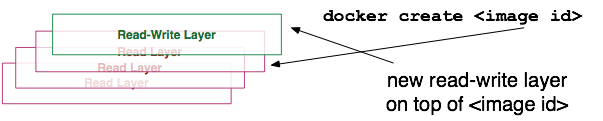 docker create <image id>
Read-Write Layer
Read Layer
Read Layer
Read Layer
new read-write layer
on top of <image id>